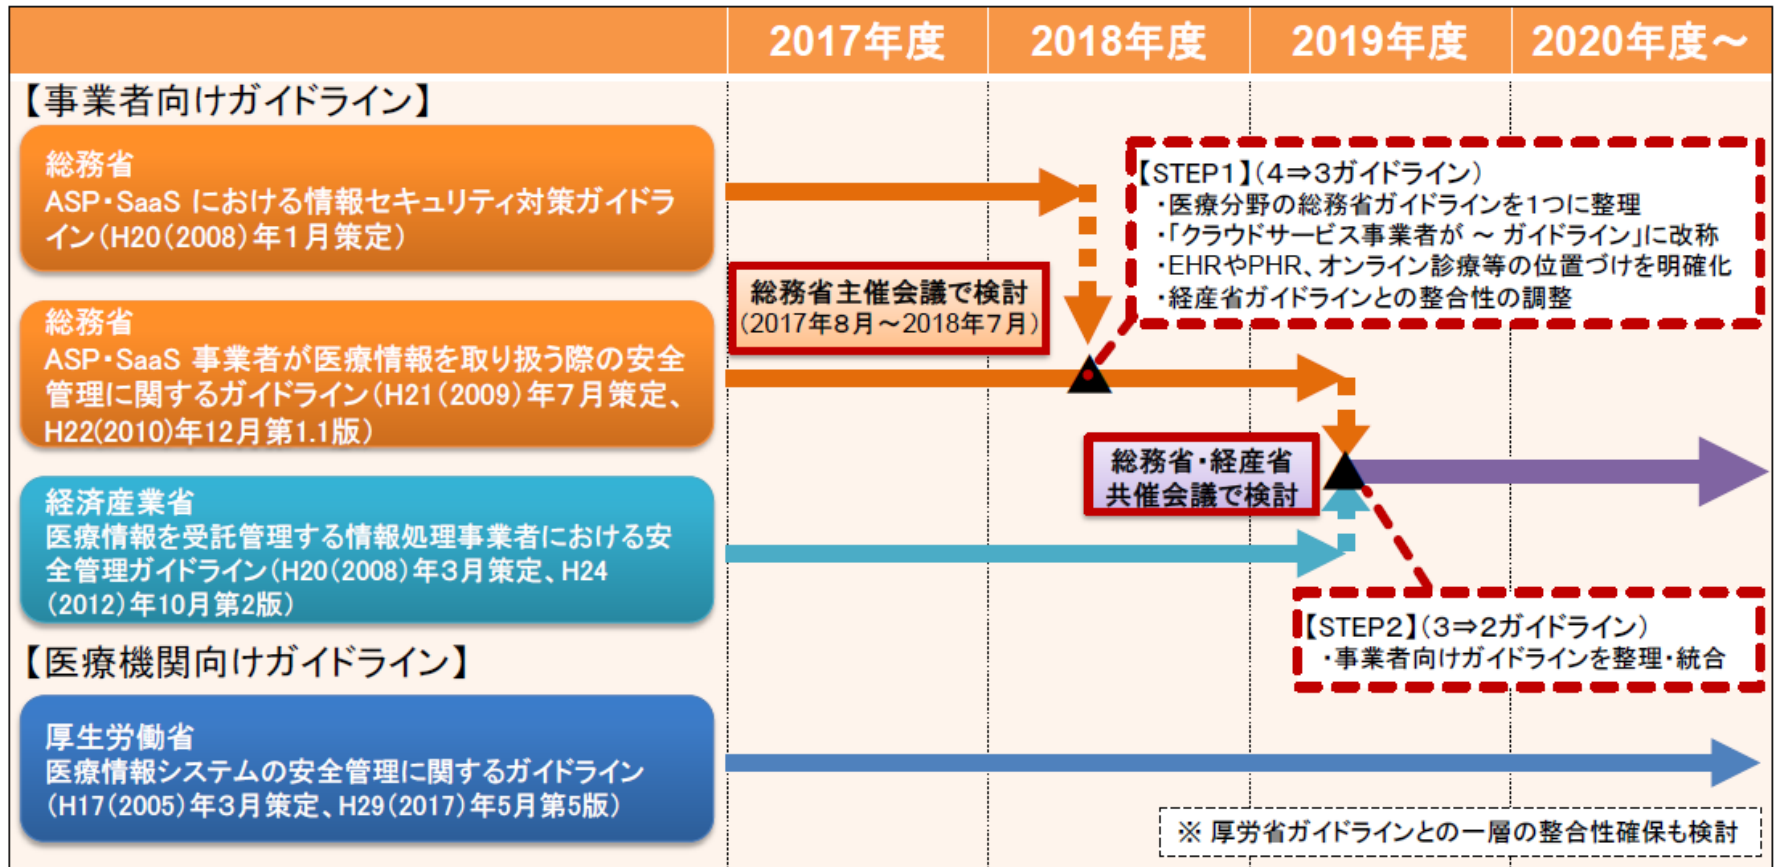 2017年度
2018年度
2019年度
2020年度～
【事業者向けガイドライン】
総務省
ASP・SaaS における情報セキュリティ対策ガイドラ
イン（H20（2008）年１月策定）
【STEP1】（４⇒３ガイドライン）
・医療分野の総務省ガイドラインを１つに整理
・「クラウドサービス事業者が ～ ガイドライン」に改称
・EHRやPHR、オンライン診療等の位置づけを明確化
・経産省ガイドラインとの整合性の調整
総務省主催会議で検討
（2017年８月～2018年７月）
総務省
ASP・SaaS 事業者が医療情報を取り扱う際の安全
管理に関するガイドライン（H21（2009）年７月策定、
H22(2010)年12月第1.1版）
総務省・経産省
共催会議で検討
経済産業省
医療情報を受託管理する情報処理事業者における安
全管理ガイドライン（H20（2008）年３月策定、H24
（2012）年10月第2版）
【STEP2】（３⇒２ガイドライン）
・事業者向けガイドラインを整理・統合
【医療機関向けガイドライン】
厚生労働省
医療情報システムの安全管理に関するガイドライン
（H17（2005）年３月策定、H29（2017）年５月第５版）
※ 厚労省ガイドラインとの一層の整合性確保も検討